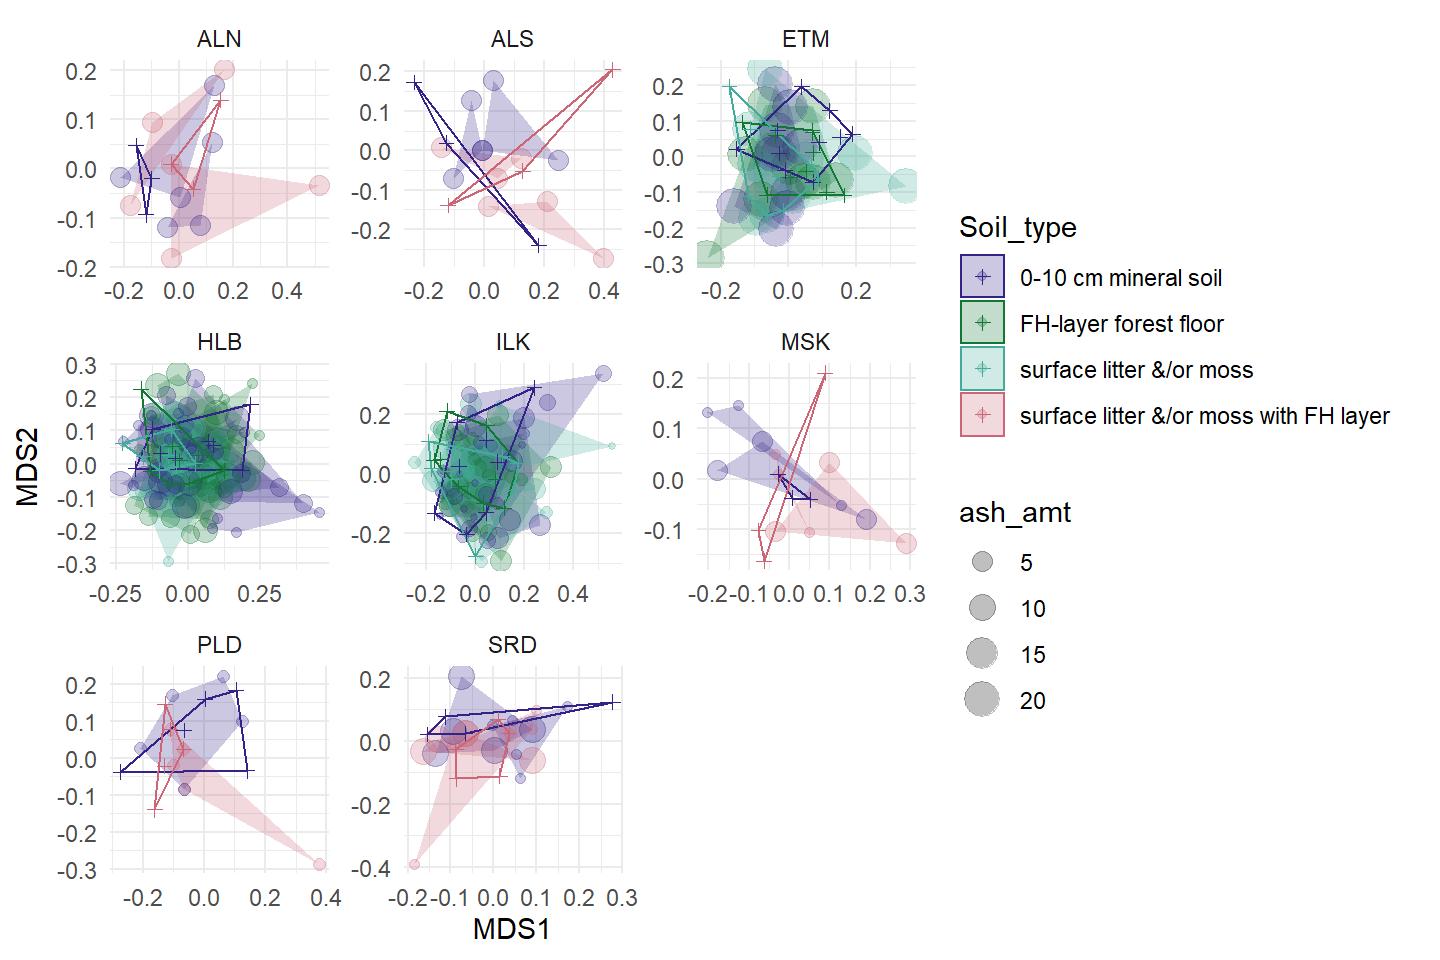 ALN ALS ETM
0.2
0.1
0.0
-0.1
-0.2
-0.2 0.0 0.2 0.4
0.2
0.1
0.0
-0.1
-0.2
-0.2 0.0 0.2 0.4
0.2
0.1
0.0
-0.1
-0.2
-0.3
-0.2 0.0 0.2
HLB ILK MSK
0.3
0.2
0.1
0.0
-0.1
-0.2
-0.3
-0.25 0.00 0.25
0.2
0.0
-0.2
-0.2 0.0 0.2 0.4
0.2
0.1
0.0
-0.1
-0.2 -0.1 0.0 0.1 0.2 0.3
PLD SRD
0.2
0.1
0.0
-0.1
-0.2
-0.3
-0.2 0.0 0.2 0.4
0.2
0.0
-0.2
-0.4
-0.2 -0.1 0.0 0.1 0.2 0.3
MDS2
MDS1
Soil_type
0-10 cm mineral soil
FH-layer forest floor
surface litter &/or moss
surface litter &/or moss with FH layer
ash_amt
5
10
15
20